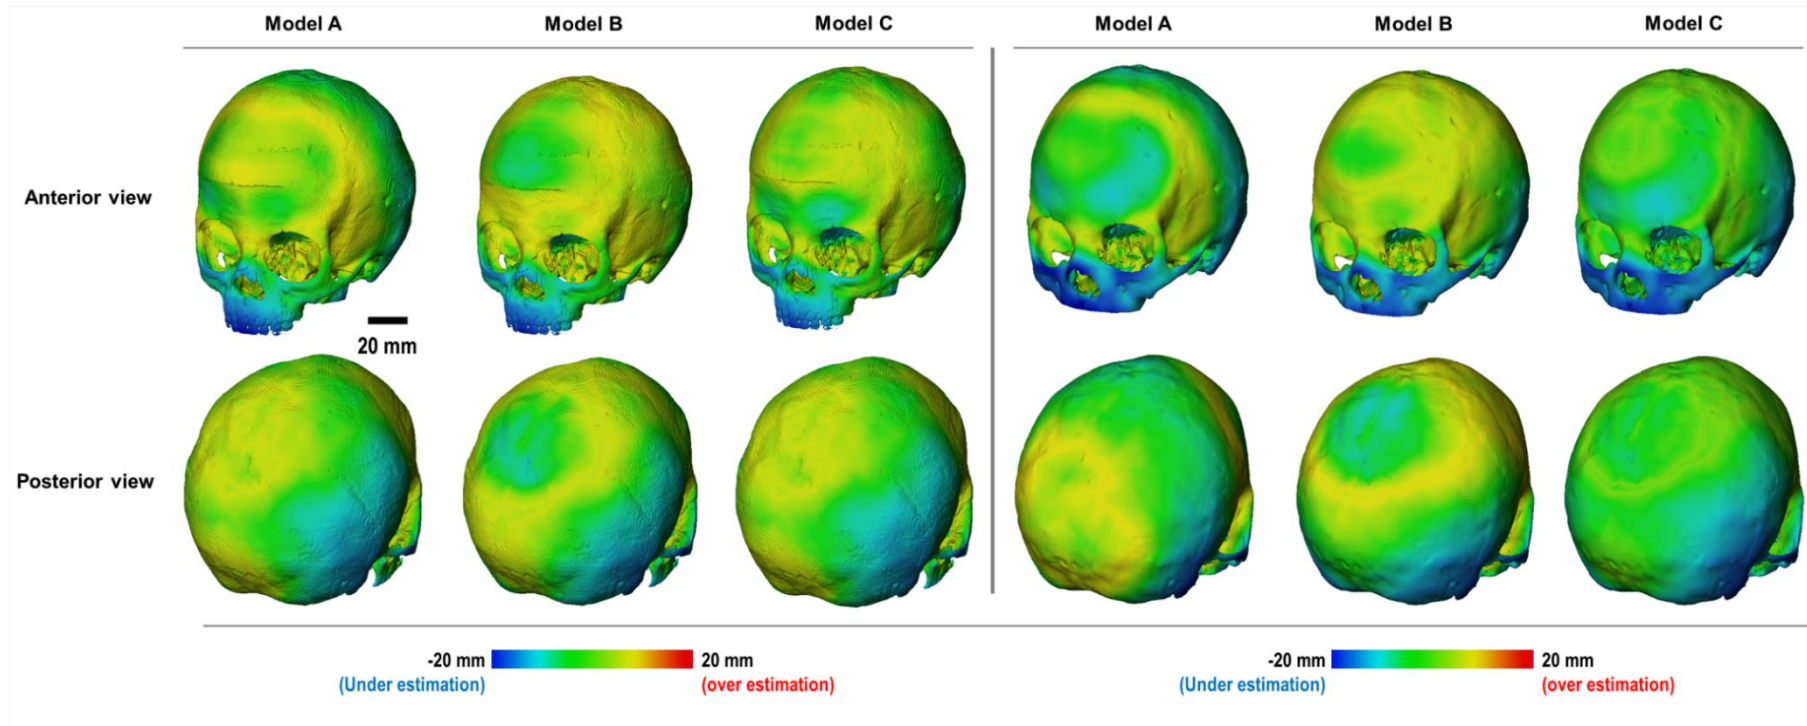 Model A Model B Model C Model A Model B Model C
Anterior view
20 mm
Posterior view
-20 mm 20 mm -20 mm 20 mm
(Under estimation) (over estimation) (Under estimation) (over estimation)